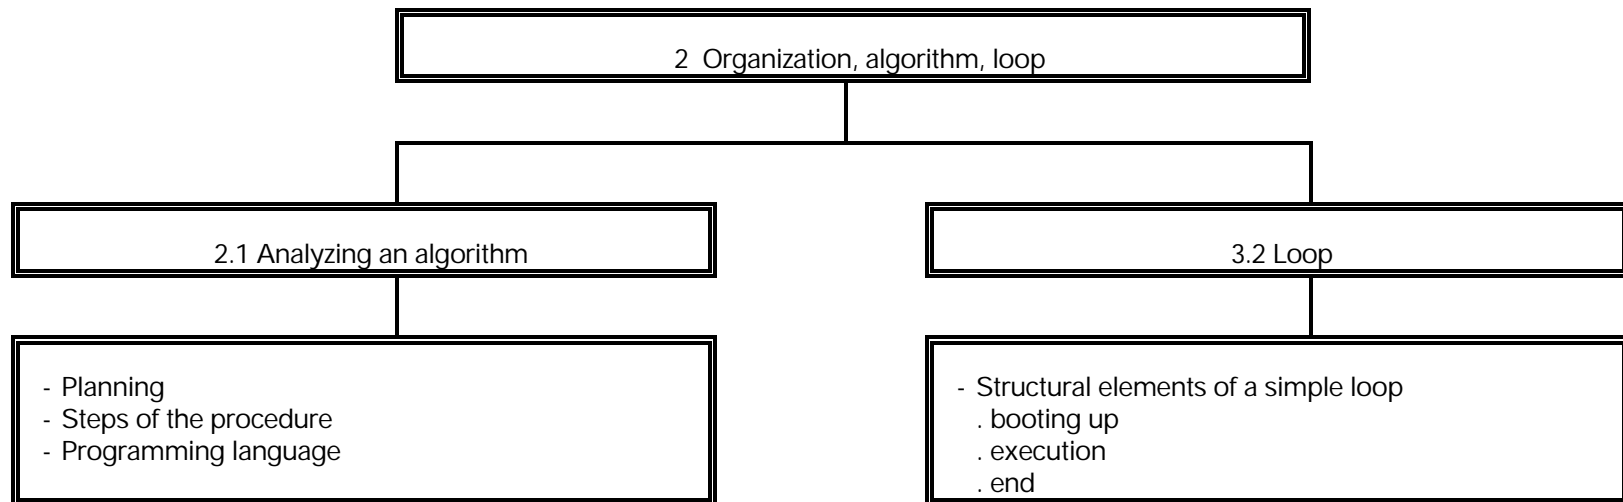 2 Organization, algorithm, loop
2.1 Analyzing an algorithm
- Planning
- Steps of the procedure
- Programming language
3.2 Loop
- Structural elements of a simple loop
. booting up
. execution
. end